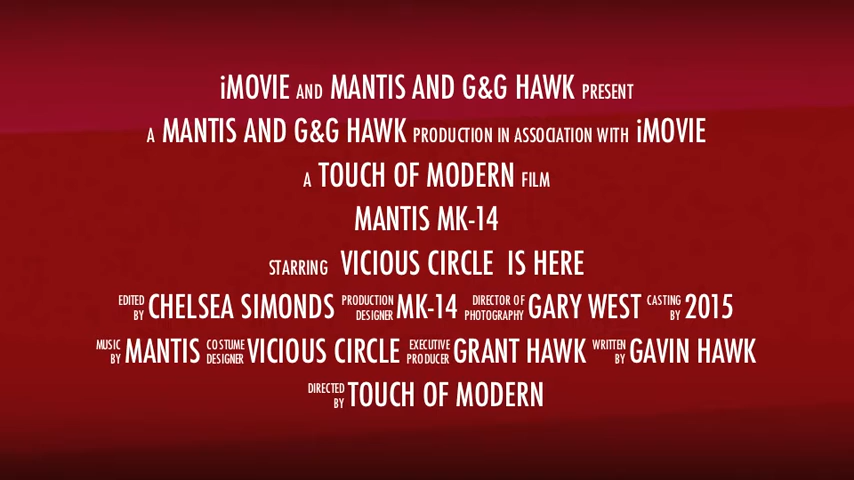 iMOVIE AND MANTIS AND G&G HAWK PRESENT
A MANTIS AND G&G HAWK PRODUCTION IN ASSOCIATION WITH iMOVIE
A TOUCH OF MODERN FILM
MANTIS MK-14
STARRING VICIOUS CIRCLE IS HERE
EDITED BY CHELSEA SIMONDS PRODUCTION DESIGNER MK-14 DIRECTOR OF PHOTOGRAPHY GARY WEST CASTING BY 2015
MUSIC BY MANTIS COSTUME DESIGNER VICIOUS CIRCLE EXECUTIVE PRODUCER GRANT HAWK WRITTEN BY GAVIN HAWK
DIRECTED BY TOUCH OF MODERN